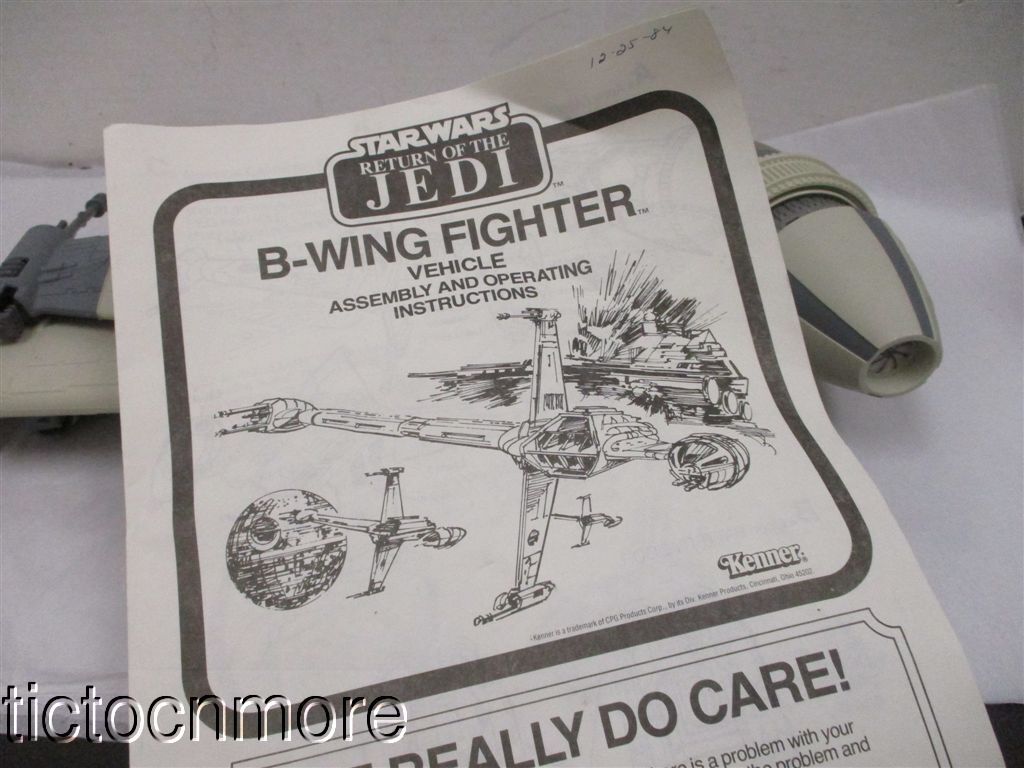 12-25-84
STAR WARS
RETURN OF THE
JEDI™
B-WING FIGHTER™
VEHICLE
ASSEMBLY AND OPERATING
INSTRUCTIONS
Kenner®
Kenner is a trademark of CPG Products Corp., by its Div. Kenner Products, Cincinnati, Ohio 45202.
REALLY DO CARE!
is a problem with your
the problem and
tictocnmore